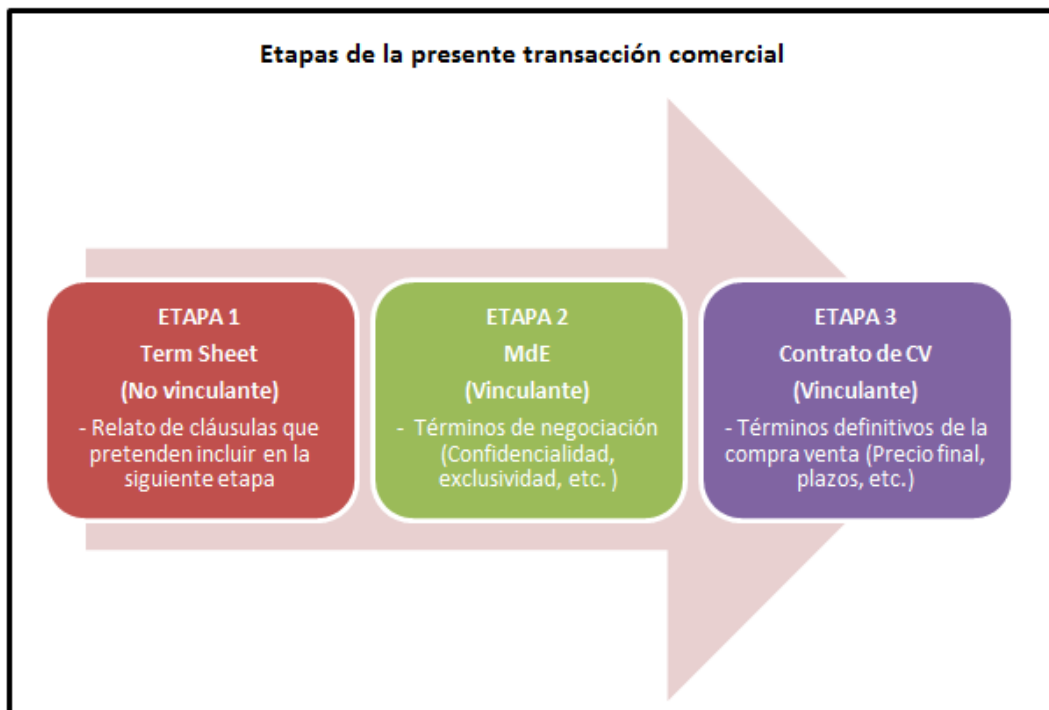 Etapas de la presente transacción comercial
ETAPA 1
Term Sheet
(No vinculante)
- Relato de cláusulas que
pretenden incluir en la
siguiente etapa
ETAPA 2
MdE
(Vinculante)
- Términos de negociación
(Confidencialidad,
exclusividad, etc. )
ETAPA 3
Contrato de CV
(Vinculante)
- Términos definitivos de la
compra venta (Precio final,
plazos, etc.)